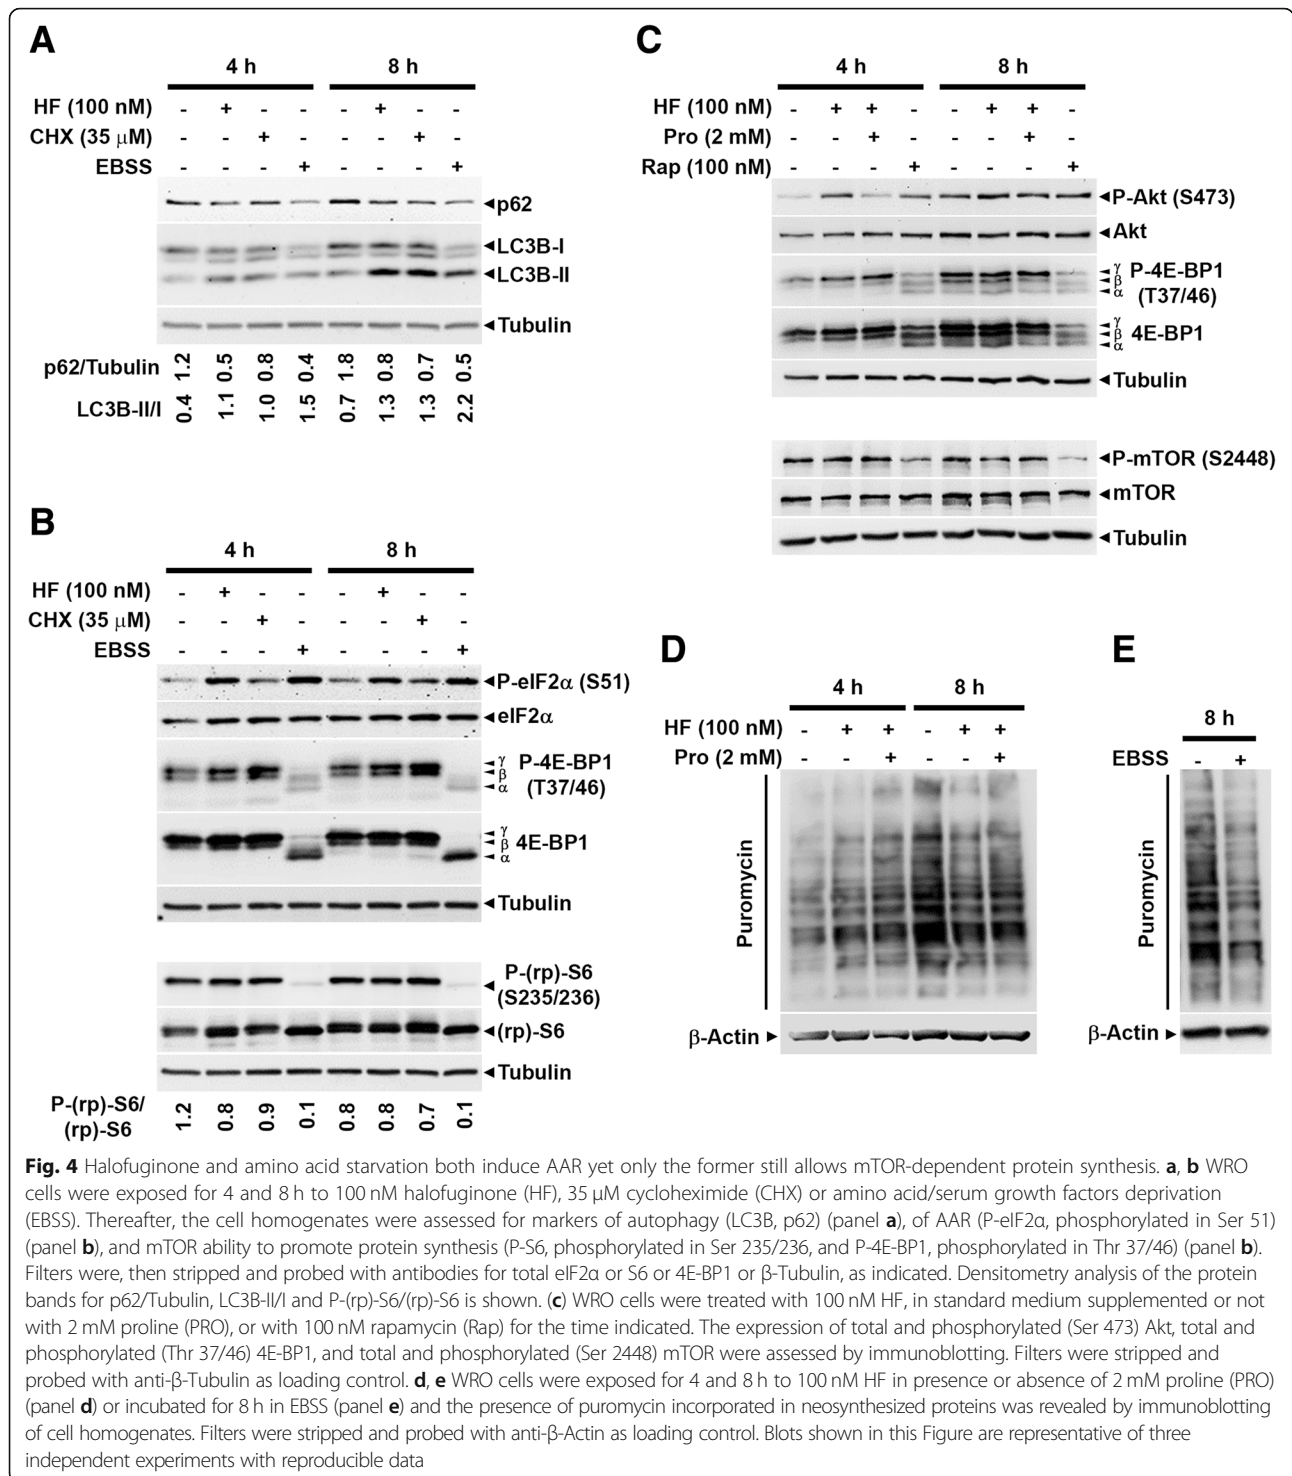 A
4 h 8 h
HF (100 nM) - + - - - + - -
CHX (35 μM) - - + - - - + -
EBSS - - - + - - - +
◄p62
◄LC3B-I
◄LC3B-II
◄Tubulin
p62/Tubulin 1.2 0.5 0.8 0.4 1.8 0.8 0.7 0.5
LC3B-II/I 0.4 1.1 1.0 1.5 0.7 1.3 1.3 2.2
B
4 h 8 h
HF (100 nM) - + - - - + - -
CHX (35 μM) - - + - - - + -
EBSS - - - + - - - +
◄P-eIF2α (S51)
◄eIF2α
◄γ
◄β
◄α
P-4E-BP1
(T37/46)
◄γ
◄β
◄α
4E-BP1
◄Tubulin
P-(rp)-S6
◄(S235/236)
◄(rp)-S6
◄Tubulin
P-(rp)-S6/
(rp)-S6
1.2 0.8 0.9 0.1 0.8 0.8 0.7 0.1
C
4 h 8 h
HF (100 nM) - + + - - + + -
Pro (2 mM) - - + - - - + -
Rap (100 nM) - - - + - - - +
◄P-Akt (S473)
◄Akt
◄γ
◄β
◄α
P-4E-BP1
(T37/46)
◄γ
◄β
◄α
4E-BP1
◄Tubulin
◄P-mTOR (S2448)
◄mTOR
◄Tubulin
D
4 h 8 h
HF (100 nM) - + + - + +
Pro (2 mM) - - + - - +
Puromycin
β-Actin ►
E
8 h
EBSS - +
Puromycin
β-Actin ►
Fig. 4 Halofuginone and amino acid starvation both induce AAR yet only the former still allows mTOR-dependent protein synthesis. a, b WRO
cells were exposed for 4 and 8 h to 100 nM halofuginone (HF), 35 μM cycloheximide (CHX) or amino acid/serum growth factors deprivation
(EBSS). Thereafter, the cell homogenates were assessed for markers of autophagy (LC3B, p62) (panel a), of AAR (P-eIF2α, phosphorylated in Ser 51)
(panel b), and mTOR ability to promote protein synthesis (P-S6, phosphorylated in Ser 235/236, and P-4E-BP1, phosphorylated in Thr 37/46) (panel b).
Filters were, then stripped and probed with antibodies for total eIF2α or S6 or 4E-BP1 or β-Tubulin, as indicated. Densitometry analysis of the protein
bands for p62/Tubulin, LC3B-II/I and P-(rp)-S6/(rp)-S6 is shown. (c) WRO cells were treated with 100 nM HF, in standard medium supplemented or not
with 2 mM proline (PRO), or with 100 nM rapamycin (Rap) for the time indicated. The expression of total and phosphorylated (Ser 473) Akt, total and
phosphorylated (Thr 37/46) 4E-BP1, and total and phosphorylated (Ser 2448) mTOR were assessed by immunoblotting. Filters were stripped and
probed with anti-β-Tubulin as loading control. d, e WRO cells were exposed for 4 and 8 h to 100 nM HF in presence or absence of 2 mM proline (PRO)
(panel d) or incubated for 8 h in EBSS (panel e) and the presence of puromycin incorporated in neosynthesized proteins was revealed by immunoblotting
of cell homogenates. Filters were stripped and probed with anti-β-Actin as loading control. Blots shown in this Figure are representative of three
independent experiments with reproducible data